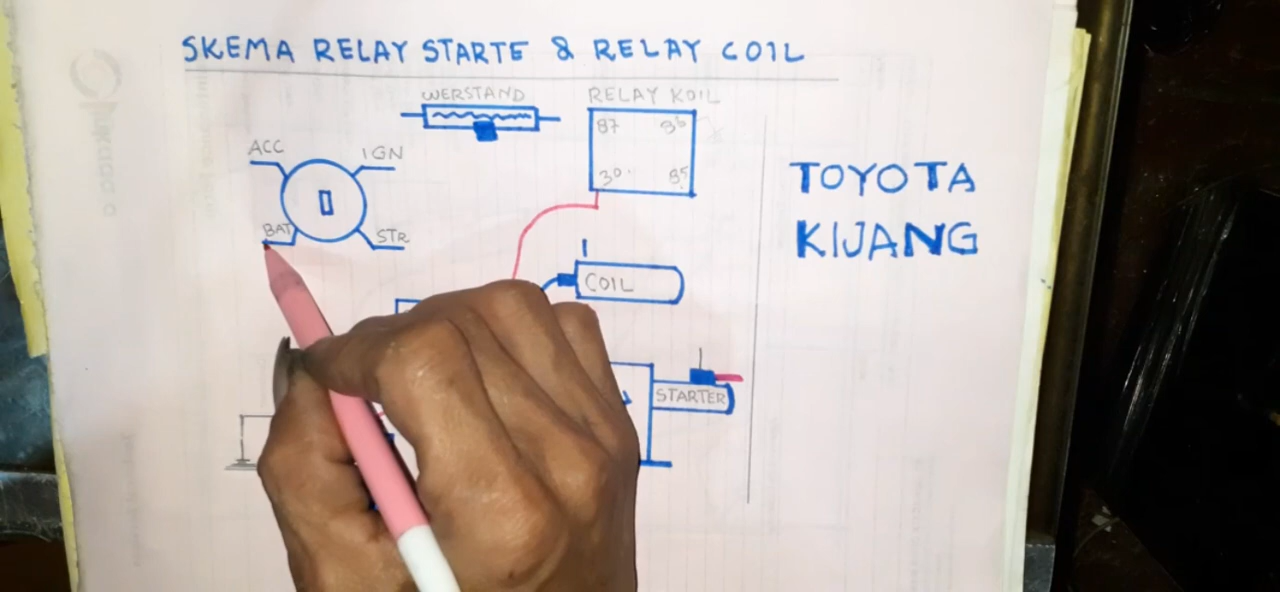 SKEMA RELAY STARTE & RELAY COIL
WERSTAND
RELAY KOIL
87
30
85
ACC
IGN
BAT
STR
COIL
STARTER
TOYOTA
KIJANG